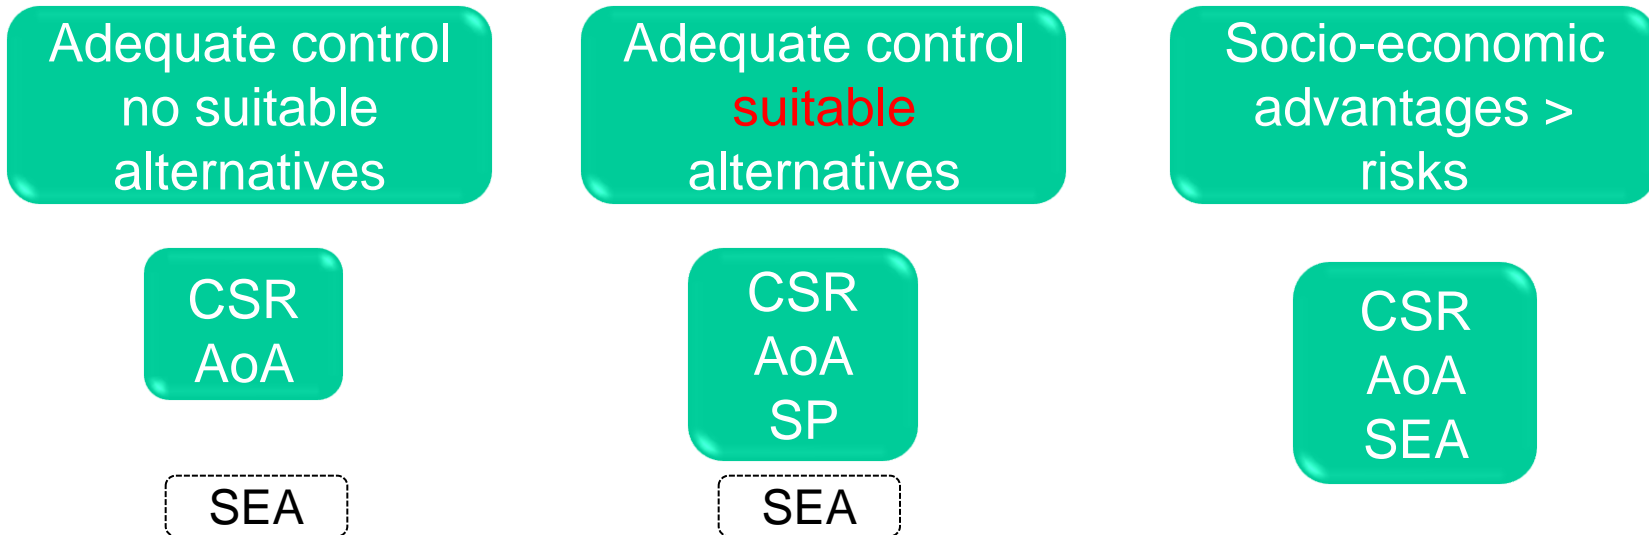 Adequate control
no suitable
alternatives
Adequate control
suitable
alternatives
Socio-economic
advantages >
risks
CSR
AoA
CSR
AoA
SP
CSR
AoA
SEA
SEA
SEA